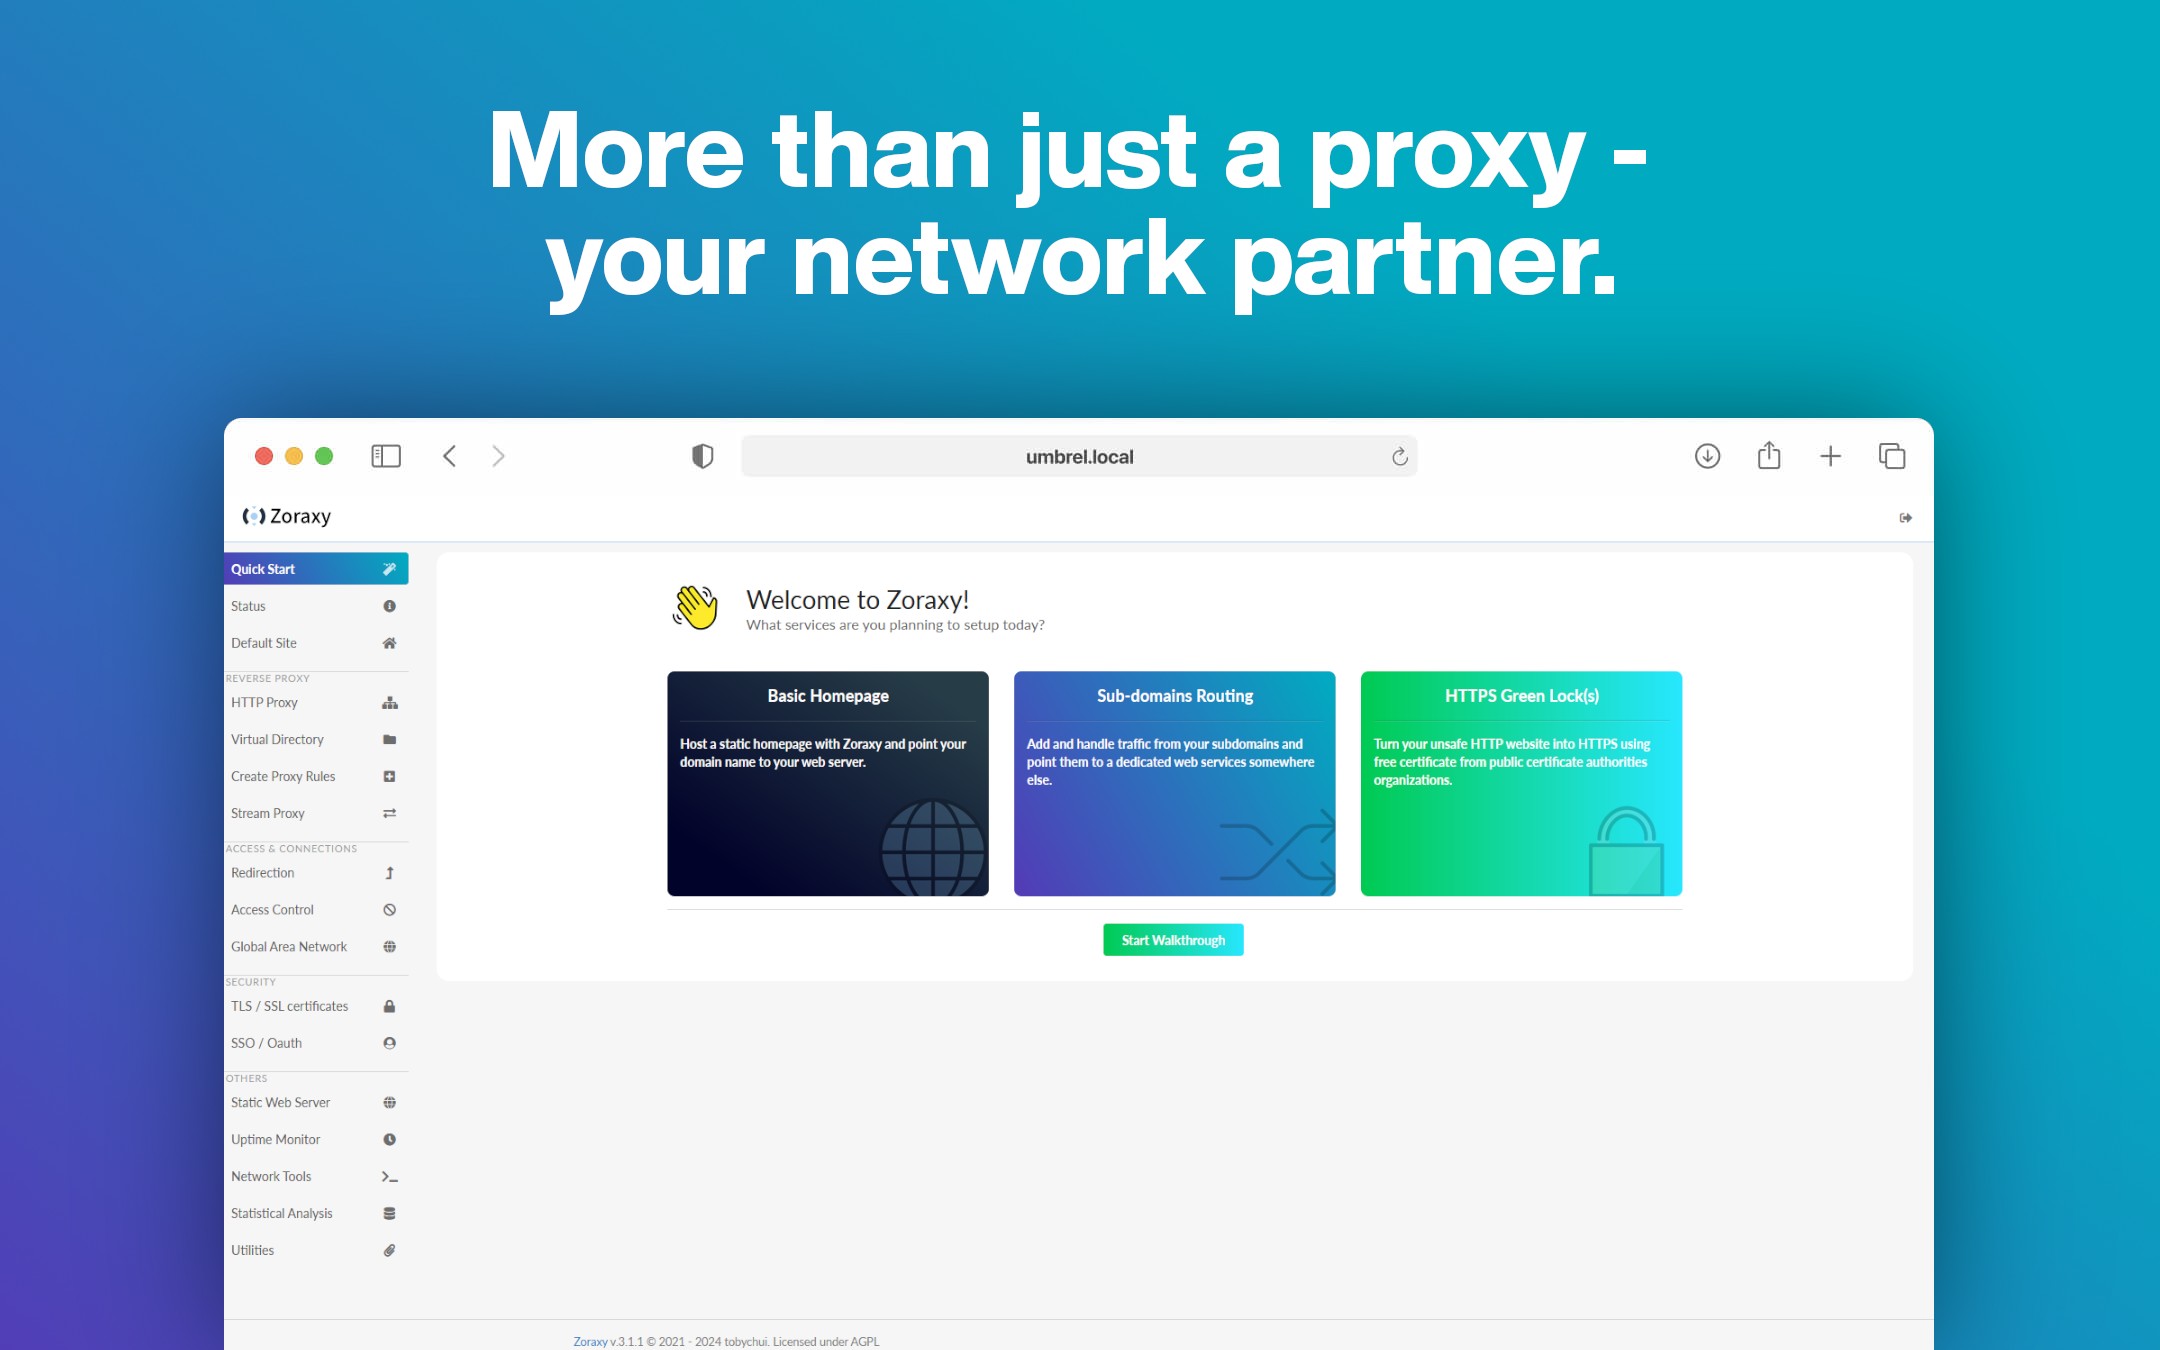 More than just a proxy -
your network partner.
umbrel.local
Zoraxy
Quick Start
Status
Default Site
REVERSE PROXY
HTTP Proxy
Virtual Directory
Create Proxy Rules
Stream Proxy
ACCESS & CONNECTIONS
Redirection
Access Control
Global Area Network
SECURITY
TLS / SSL certificates
SSO / Oauth
OTHERS
Static Web Server
Uptime Monitor
Network Tools
Statistical Analysis
Utilities
Welcome to Zoraxy!
What services are you planning to setup today?
Basic Homepage
Host a static homepage with Zoraxy and point your
domain name to your web server.
Sub-domains Routing
Add and handle traffic from your subdomains and
point them to a dedicated web services somewhere
else.
HTTPS Green Lock(s)
Turn your unsafe HTTP website into HTTPS using
free certificate from public certificate authorities
organizations.
Start Walkthrough
Zoraxy v.3.1.1 © 2021 - 2024 tobychui. Licensed under AGPL